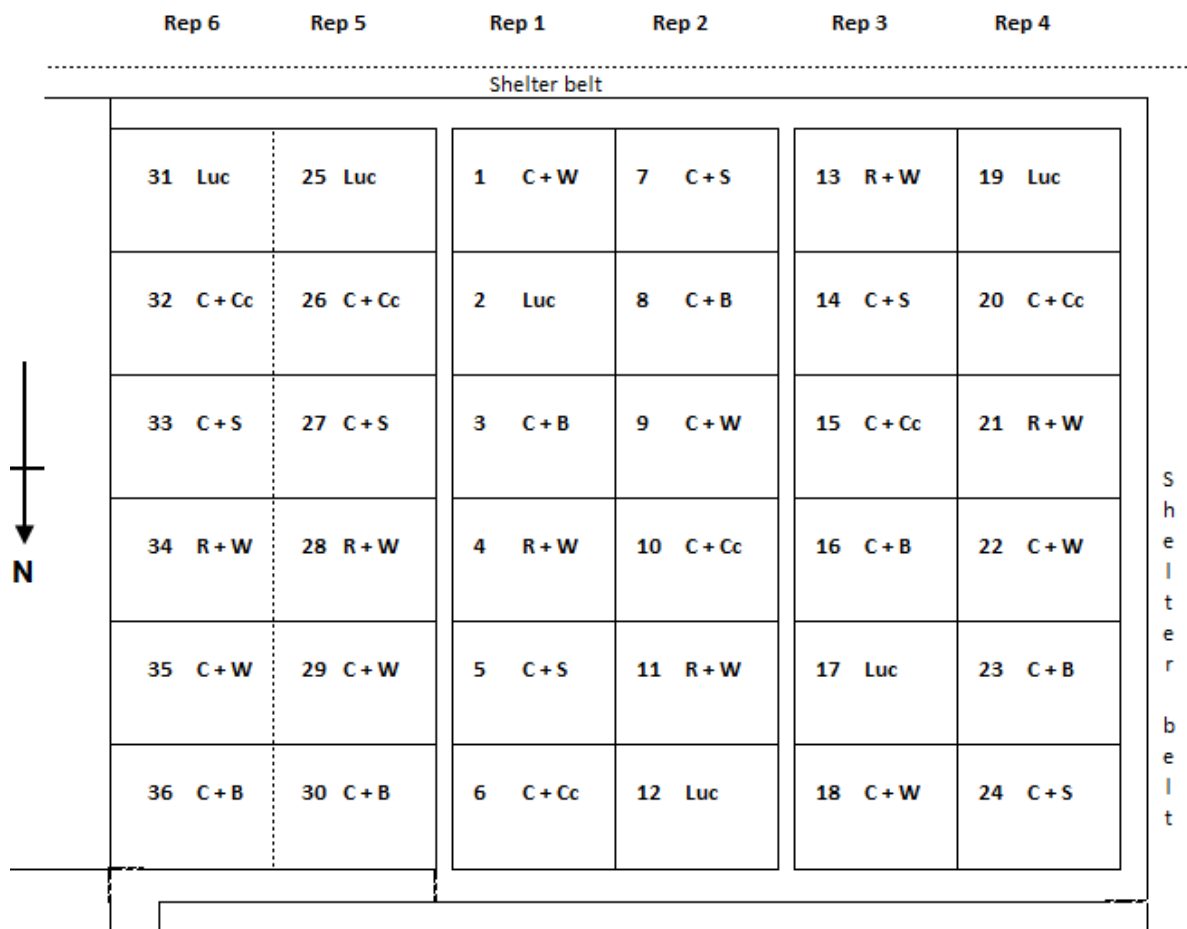 Rep 6 Rep 5 Rep 1 Rep 2 Rep 3 Rep 4
Shelter belt
31 Luc 25 Luc 1 C + W 7 C + S 13 R + W 19 Luc
32 C + Cc 26 C + Cc 2 Luc 8 C + B 14 C + S 20 C + Cc
33 C + S 27 C + S 3 C + B 9 C + W 15 C + Cc 21 R + W
34 R + W 28 R + W 4 R + W 10 C + Cc 16 C + B 22 C + W
35 C + W 29 C + W 5 C + S 11 R + W 17 Luc 23 C + B
36 C + B 30 C + B 6 C + Cc 12 Luc 18 C + W 24 C + S
N
Shelter belt